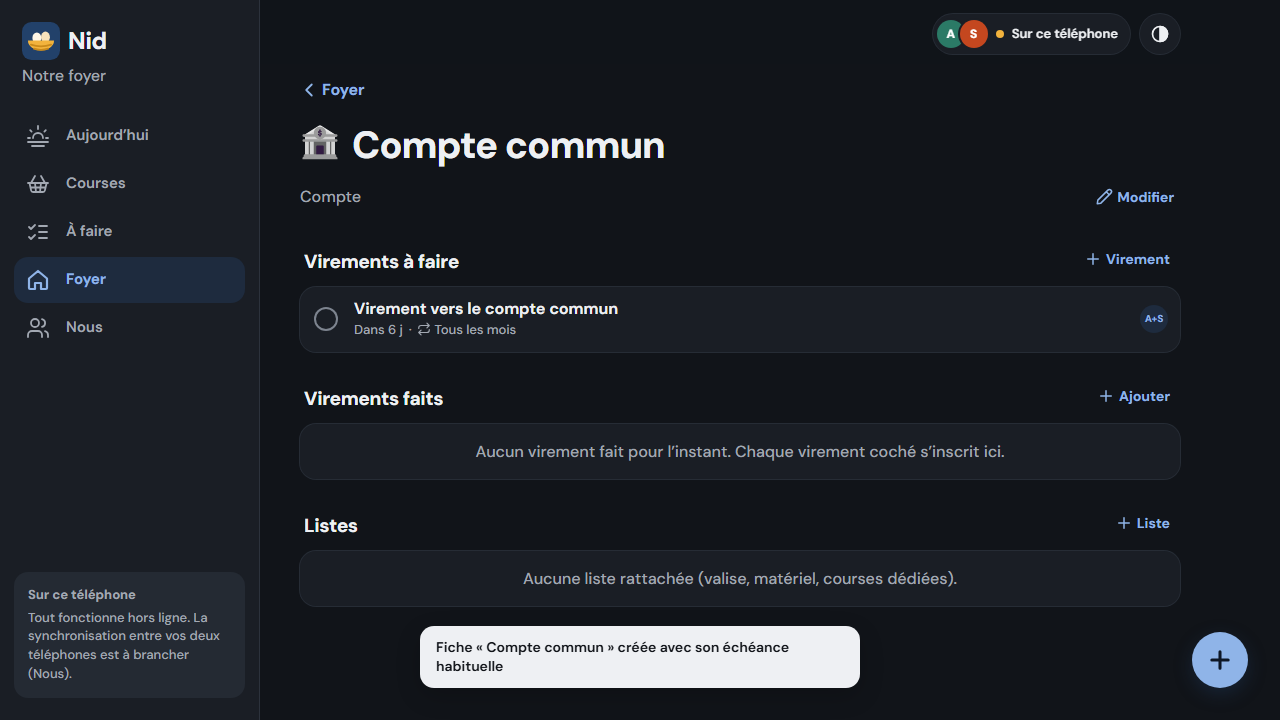 Nid
Notre foyer
Aujourd’hui
Courses
À faire
Foyer
Nous
Sur ce téléphone
Tout fonctionne hors ligne. La
synchronisation entre vos deux
téléphones est à brancher
(Nous).
A S Sur ce téléphone
Foyer
Compte commun
Compte
Modifier
Virements à faire
+ Virement
Virement vers le compte commun
Dans 6 j · Tous les mois
A+S
Virements faits
+ Ajouter
Aucun virement fait pour l’instant. Chaque virement coché s’inscrit ici.
Listes
+ Liste
Aucune liste rattachée (valise, matériel, courses dédiées).
Fiche « Compte commun » créée avec son échéance
habituelle